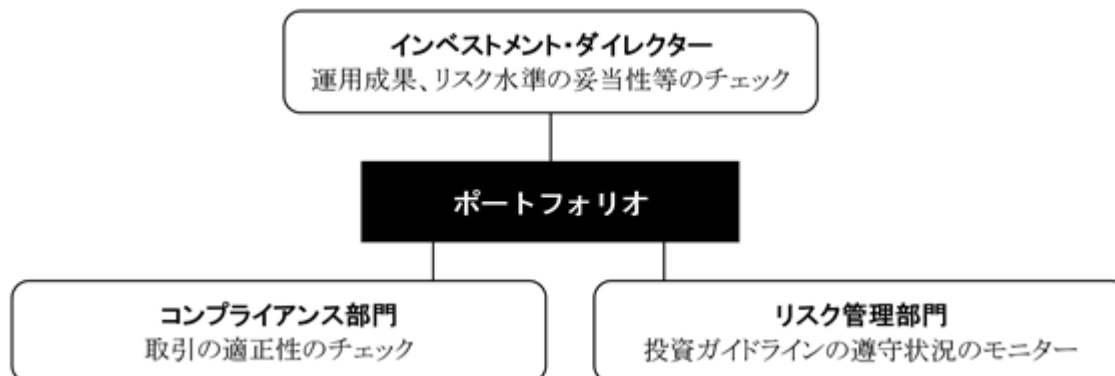 インベストメント・ダイレクター
運用成果、リスク水準の妥当性等のチェック
ポートフォリオ
コンプライアンス部門
取引の適正性のチェック
リスク管理部門
投資ガイドラインの遵守状況のモニター